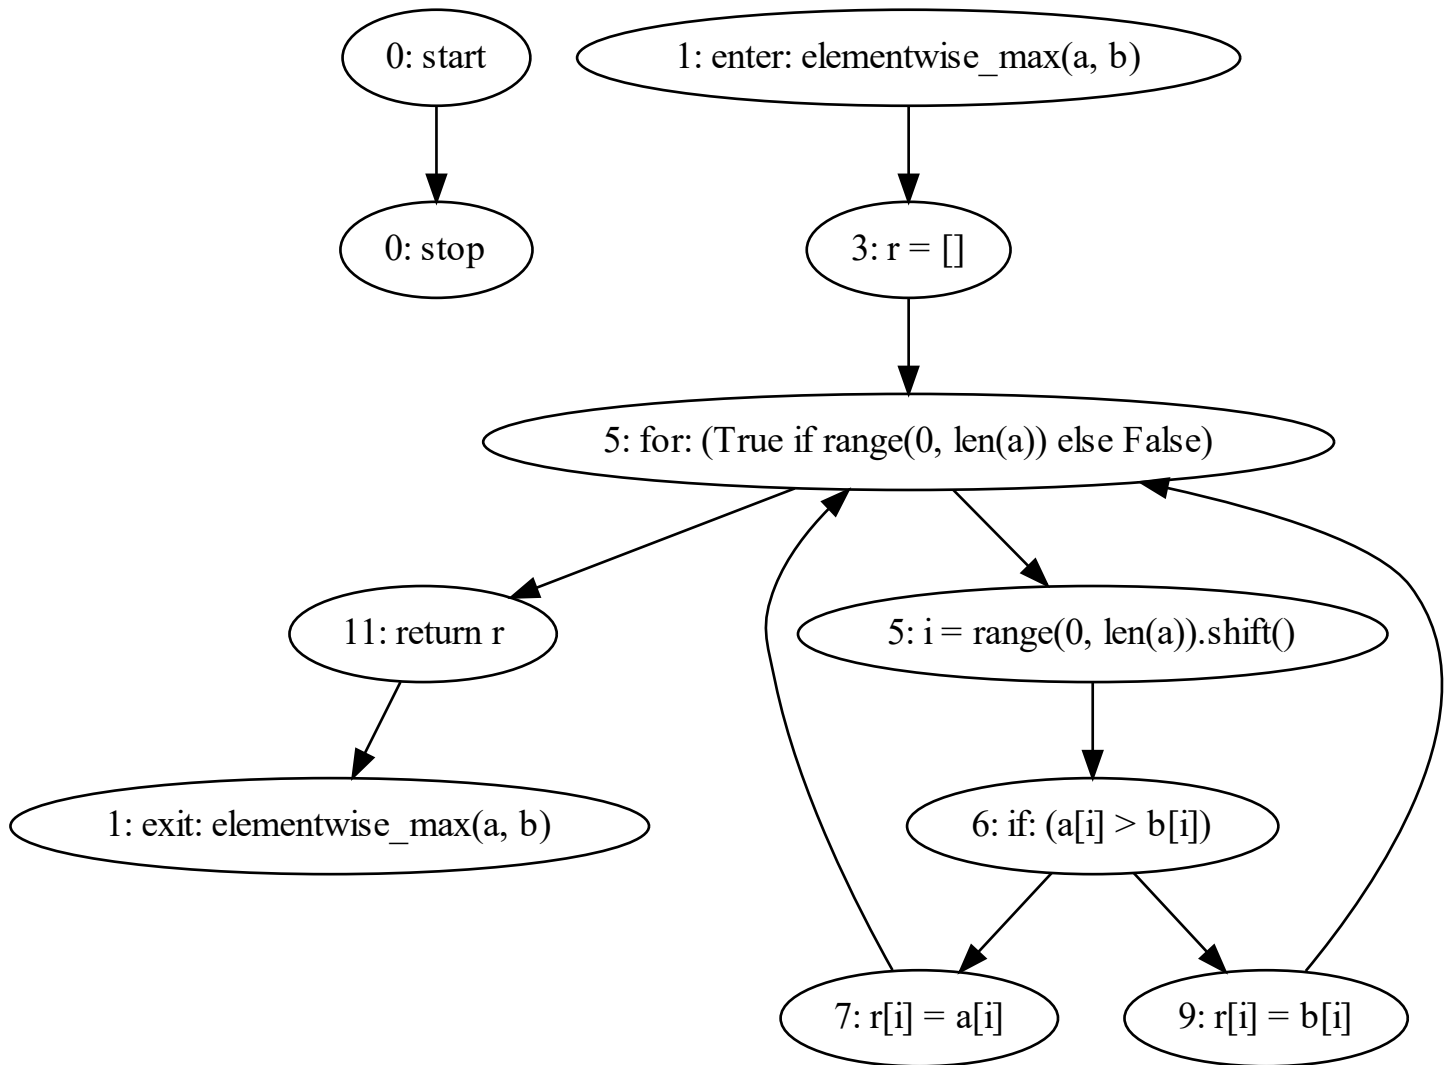 0: start
1: enter: elementwise_max(a, b)
0: stop
3: r = []
5: for: (True if range(0, len(a)) else False)
11: return r
5: i = range(0, len(a)).shift()
1: exit: elementwise_max(a, b)
6: if: (a[i] > b[i])
7: r[i] = a[i]
9: r[i] = b[i]